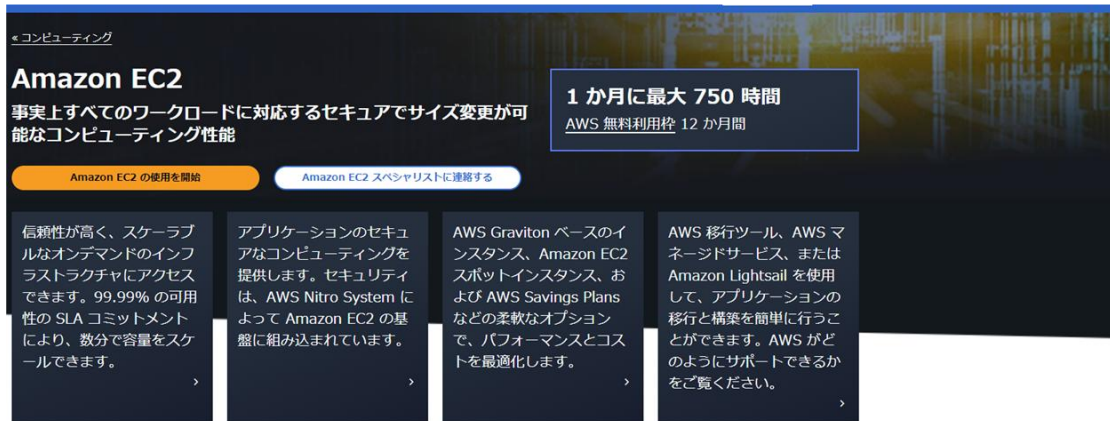 « コンピューティング
Amazon EC2
事実上すべてのワークロードに対応するセキュアでサイズ変更が可
能なコンピューティング性能
1 か月に最大 750 時間
AWS 無料利用枠 12 か月間
Amazon EC2 の使用を開始
Amazon EC2 スペシャリストに連絡する
信頼性が高く、スケーラブ
ルなオンデマンドのインフ
ラストラクチャにアクセス
できます。99.99% の可用
性の SLA コミットメント
により、数分で容量をスケ
ールできます。
›
アプリケーションのセキュ
アなコンピューティングを
提供します。セキュリティ
は、AWS Nitro System に
よって Amazon EC2 の基
盤に組み込まれています。
›
AWS Graviton ベースのイ
ンスタンス、Amazon EC2
スポットインスタンス、お
よび AWS Savings Plans
などの柔軟なオプション
で、パフォーマンスとコス
トを最適化します。
›
AWS 移行ツール、AWS マ
ネージドサービス、または
Amazon Lightsail を使用
して、アプリケーションの
移行と構築を簡単に行うこ
とができます。AWS がど
のようにサポートできるか
をご覧ください。
›